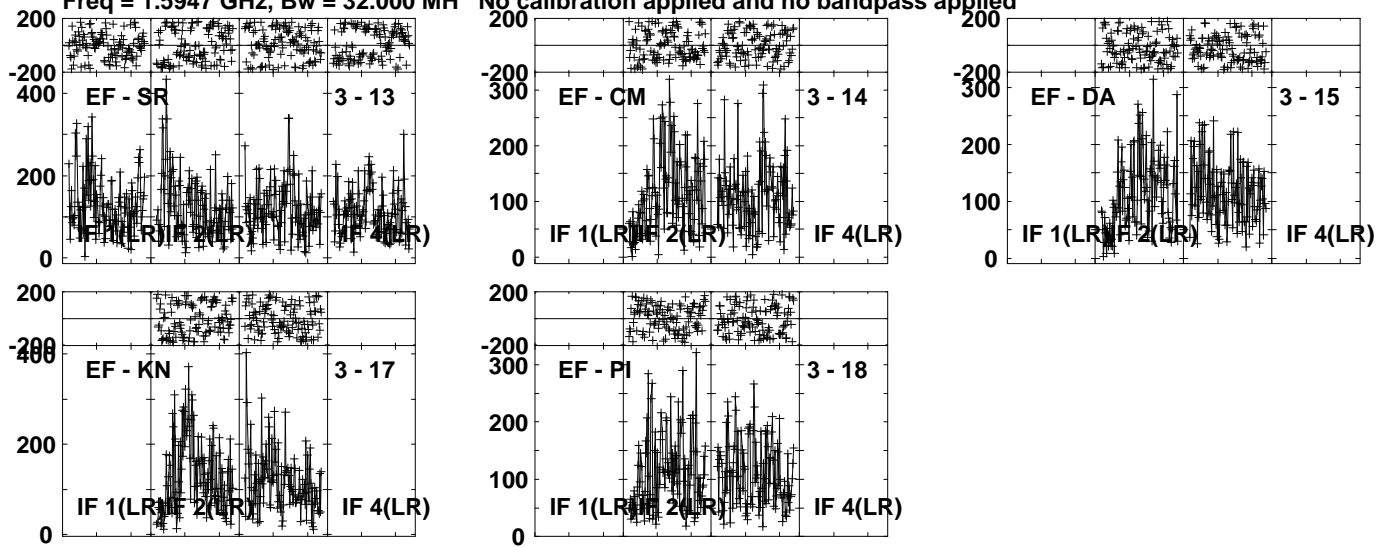 Freq = 1.5947 GHz, Bw = 32.000 MH No calibration applied and no bandpass applied
200
-200
EF - SR
3 - 13
400
200
0
IF 1(LR)
IF 2(LR)
IF 4(LR)
200
-200
EF - CM
3 - 14
300
200
100
0
IF 1(LR)
IF 2(LR)
IF 4(LR)
200
-200
EF - DA
3 - 15
300
200
100
0
IF 1(LR)
IF 2(LR)
IF 4(LR)
200
-200
EF - KN
3 - 17
400
200
0
IF 1(LR)
IF 2(LR)
IF 4(LR)
200
-200
EF - PI
3 - 18
300
200
100
0
IF 1(LR)
IF 2(LR)
IF 4(LR)